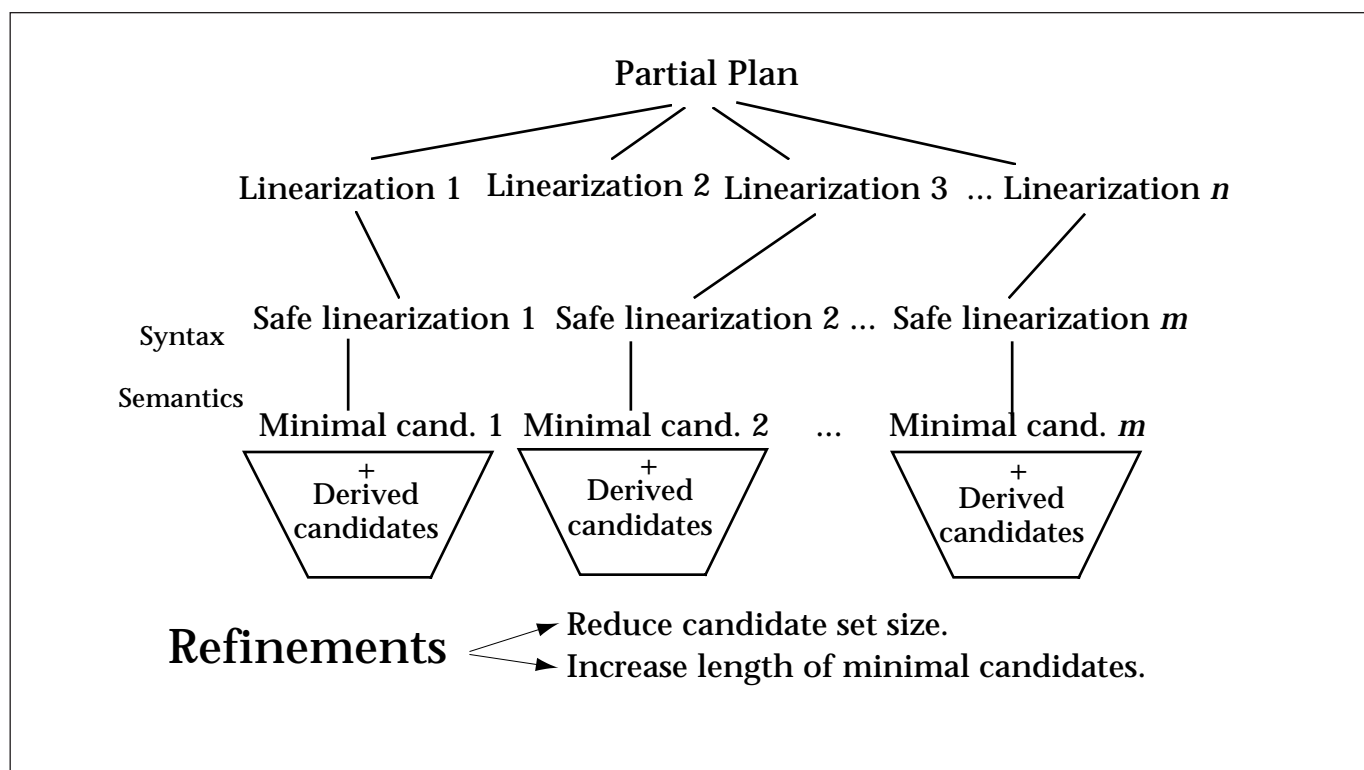 Partial Plan
Linearization 1 Linearization 2 Linearization 3 ... Linearization n
Safe linearization 1 Safe linearization 2 ... Safe linearization m
Syntax
Semantics
Minimal cand. 1 Minimal cand. 2 ... Minimal cand. m
+ + +
Derived Derived Derived
candidates candidates candidates
Refinements
Reduce candidate set size.
Increase length of minimal candidates.